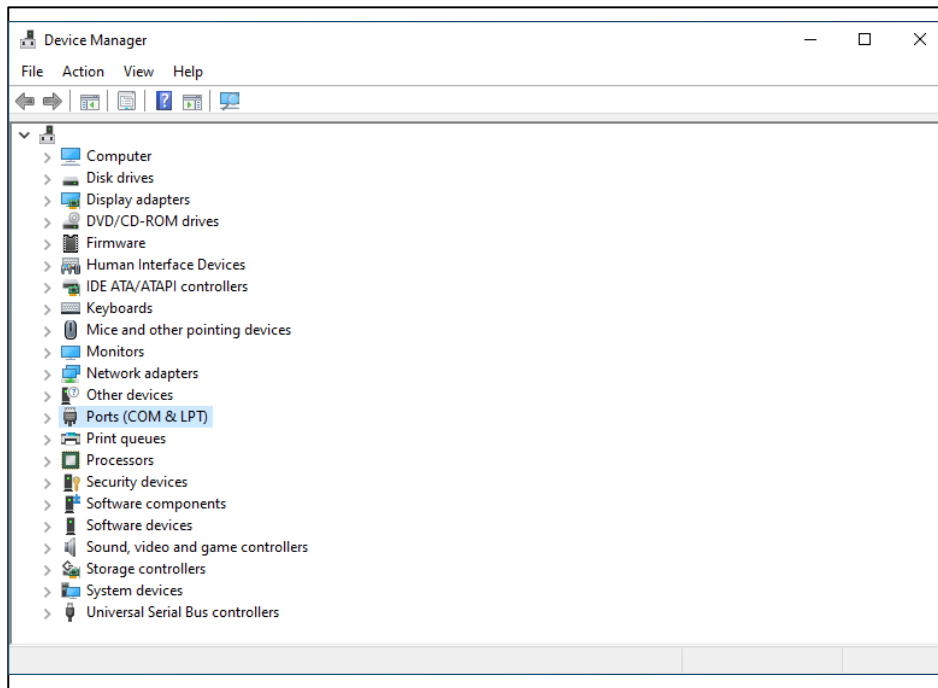 Device Manager
File Action View Help
Computer
Disk drives
Display adapters
DVD/CD-ROM drives
Firmware
Human Interface Devices
IDE ATA/ATAPI controllers
Keyboards
Mice and other pointing devices
Monitors
Network adapters
Other devices
Ports (COM & LPT)
Print queues
Processors
Security devices
Software components
Software devices
Sound, video and game controllers
Storage controllers
System devices
Universal Serial Bus controllers